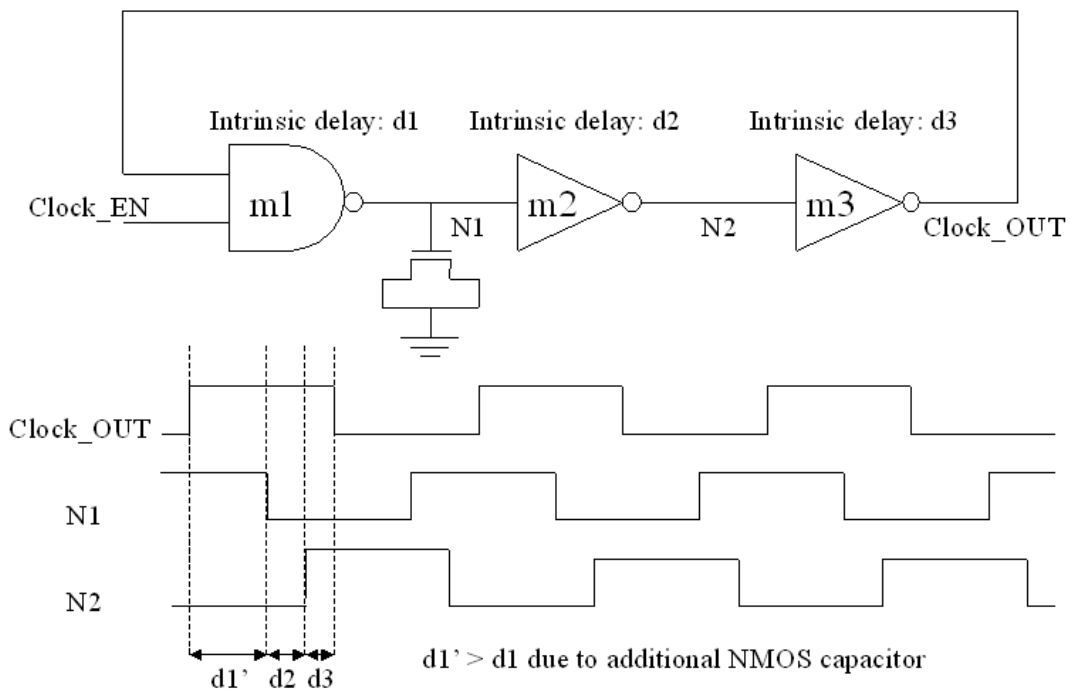 Intrinsic delay: d1 Intrinsic delay: d2 Intrinsic delay: d3
Clock_EN
m1
N1
m2
N2
m3
Clock_OUT
Clock_OUT
N1
N2
d1' d2 d3
d1' > d1 due to additional NMOS capacitor